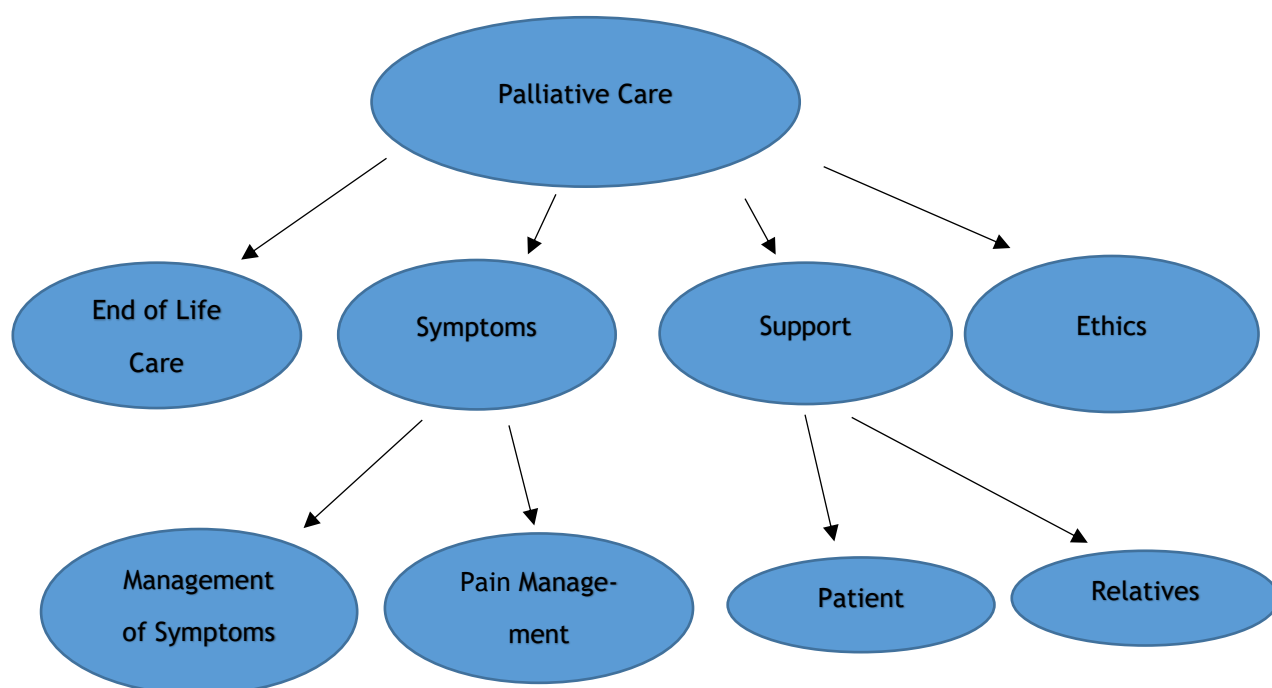 Palliative Care
End of Life
Care
Symptoms
Support
Ethics
Management
of Symptoms
Pain Manage-
ment
Patient
Relatives